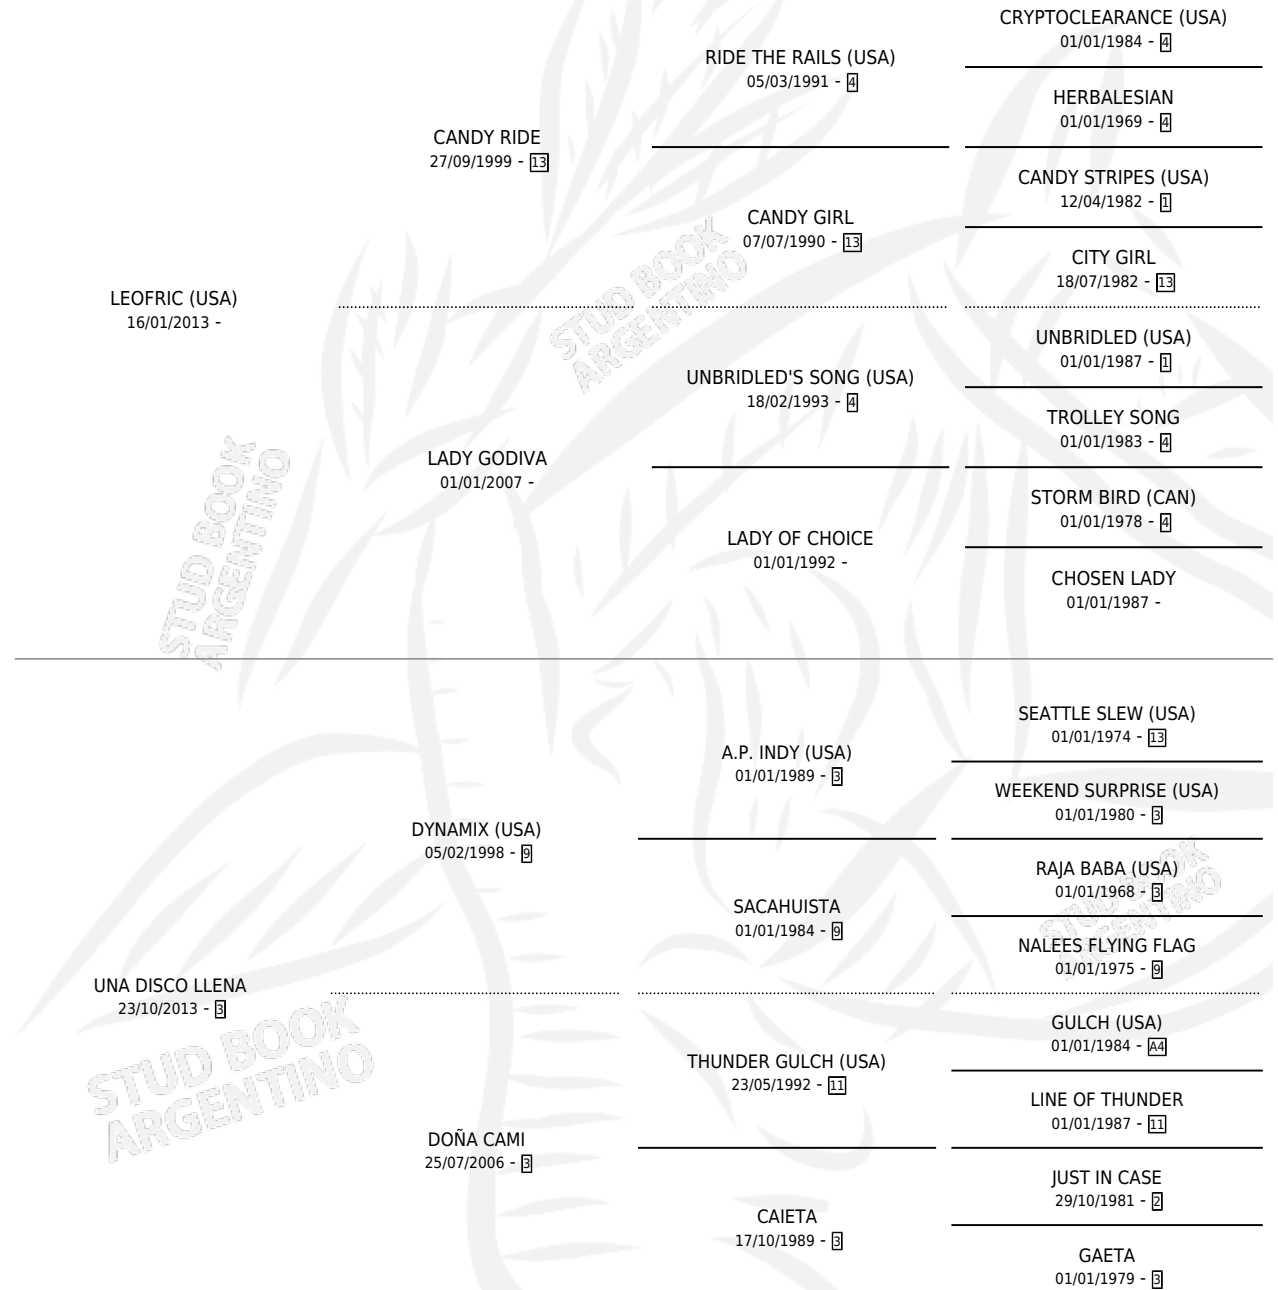 CRYPTOCLEARANCE (USA)
01/01/1984 - 4
RIDE THE RAILS (USA)
05/03/1991 - 4
HERBALESIAN
01/01/1969 - 4
CANDY RIDE
27/09/1999 - 13
CANDY STRIPES (USA)
12/04/1982 - 1
CANDY GIRL
07/07/1990 - 13
CITY GIRL
18/07/1982 - 13
LEOFRIC (USA)
16/01/2013 -
UNBRIDLED (USA)
01/01/1987 - 1
UNBRIDLED'S SONG (USA)
18/02/1993 - 4
TROLLEY SONG
01/01/1983 - 4
LADY GODIVA
01/01/2007 -
STORM BIRD (CAN)
01/01/1978 - 4
LADY OF CHOICE
01/01/1992 -
CHOSEN LADY
01/01/1987 -
SEATTLE SLEW (USA)
01/01/1974 - 13
A.P. INDY (USA)
01/01/1989 - 3
WEEKEND SURPRISE (USA)
01/01/1980 - 3
DYNAMIX (USA)
05/02/1998 - 9
RAJA BABA (USA)
01/01/1968 - 3
SACAHUISTA
01/01/1984 - 9
NALEES FLYING FLAG
01/01/1975 - 9
UNA DISCO LLENA
23/10/2013 - 3
GULCH (USA)
01/01/1984 - A4
THUNDER GULCH (USA)
23/05/1992 - 11
LINE OF THUNDER
01/01/1987 - 11
DOÑA CAMI
25/07/2006 - 3
JUST IN CASE
29/10/1981 - 2
CAIETA
17/10/1989 - 3
GAETA
01/01/1979 - 3
STUD BOOK
ARGENTINO
STUD BOOK
ARGENTINO
STUD BOOK
ARGENTINO
STUD BOOK
ARGENTINO